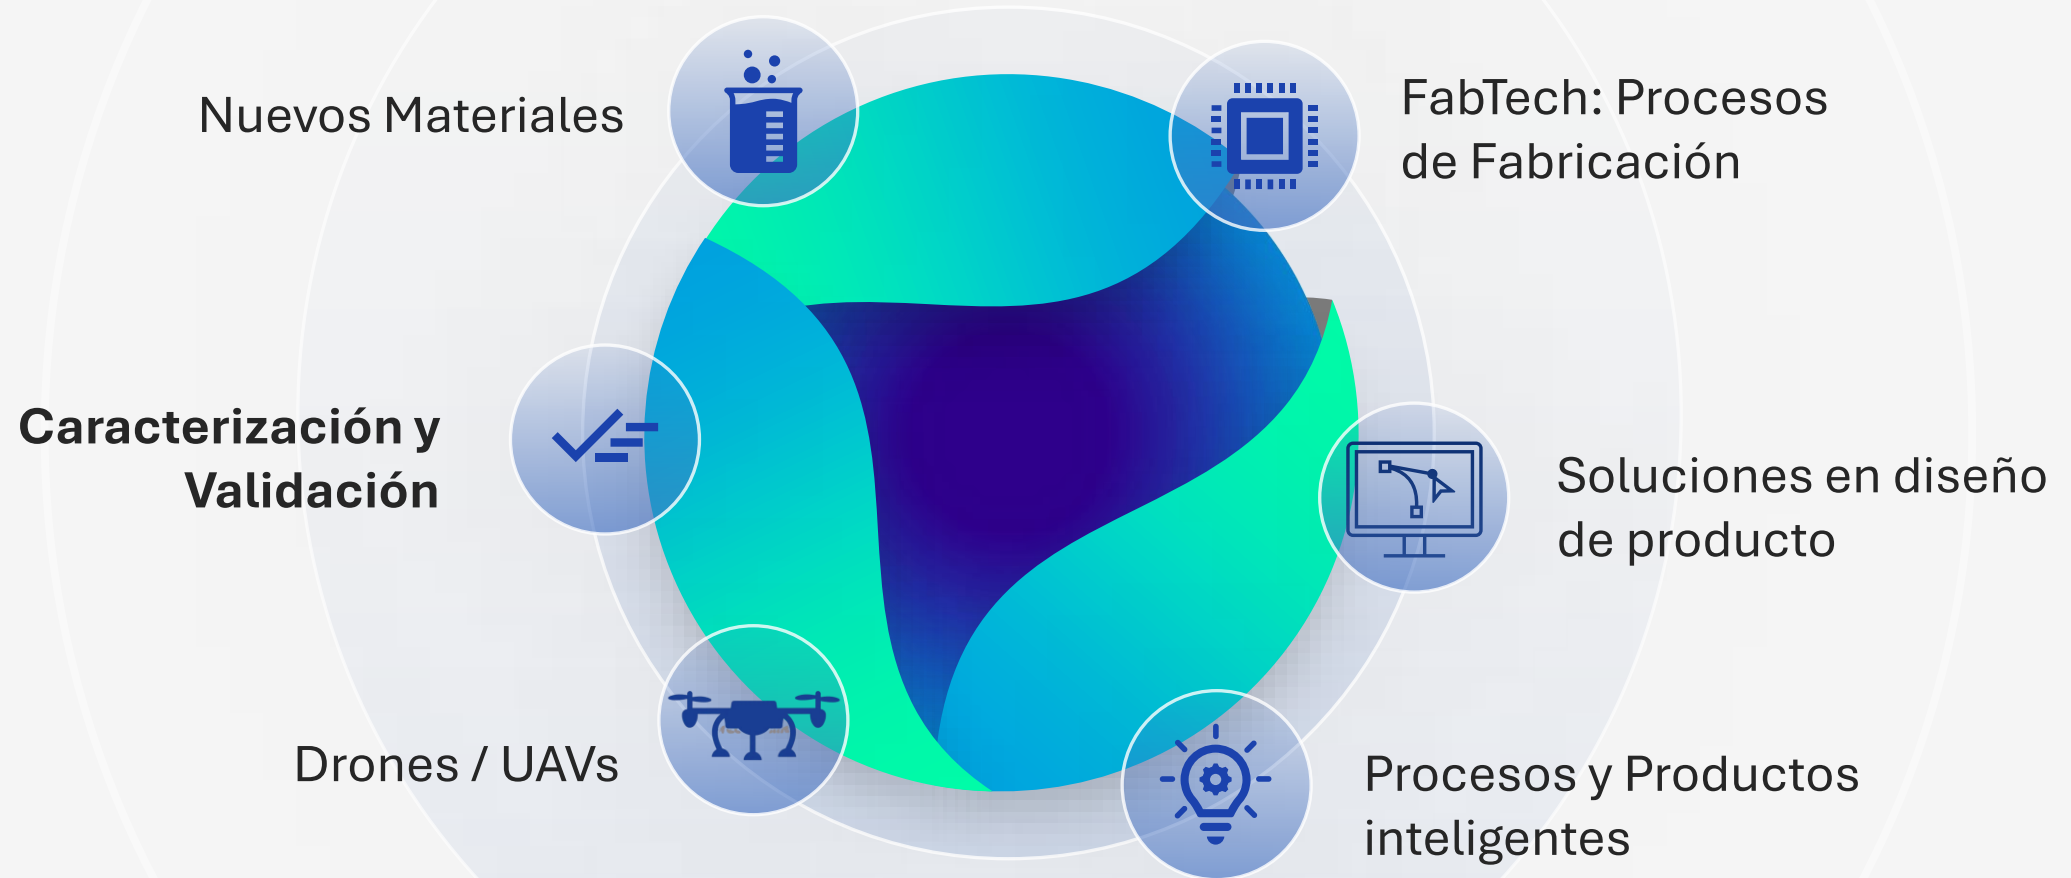 Nuevos Materiales
FabTech: Procesos
de Fabricación
Caracterización y
Validación
Soluciones en diseño
de producto
Drones / UAVs
Procesos y Productos
inteligentes